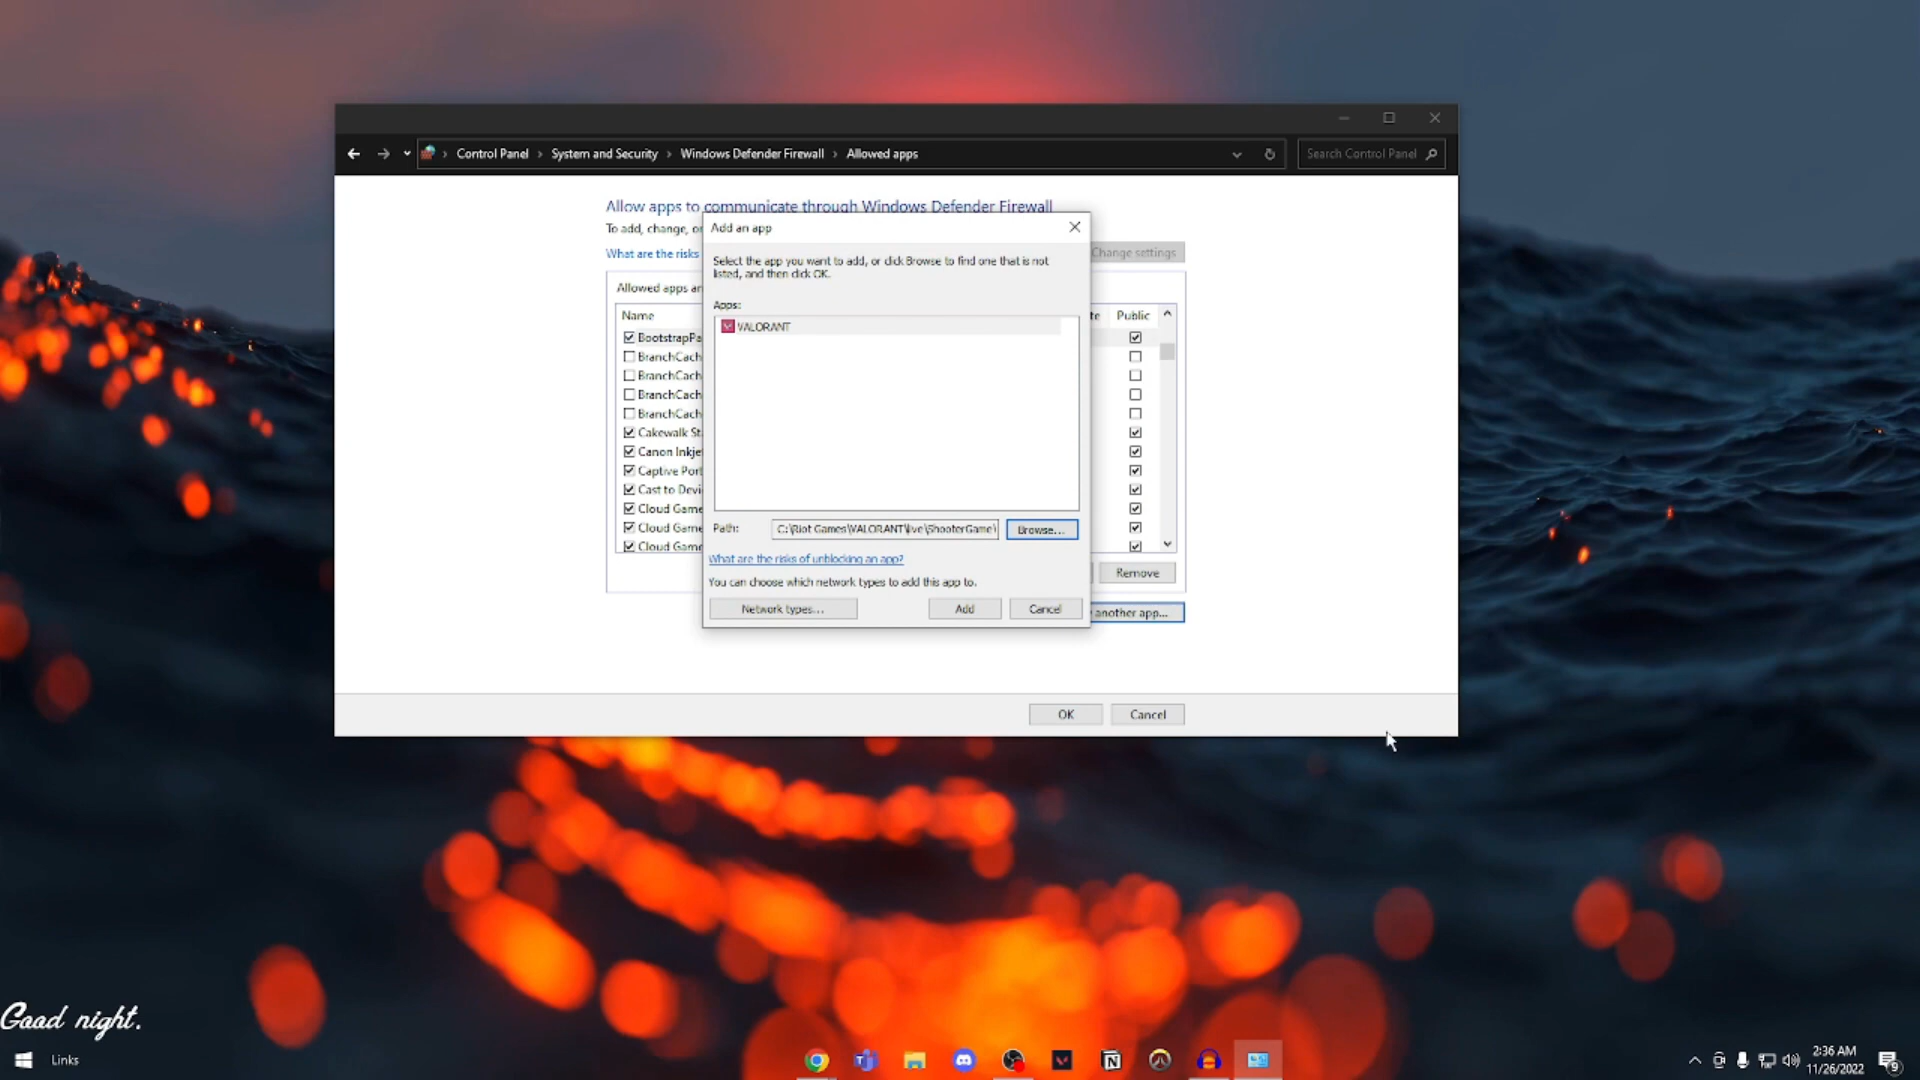 Control Panel › System and Security › Windows Defender Firewall › Allowed apps
Search Control Panel
Allow apps to communicate through Windows Defender Firewall
To add, change, o
What are the risks
Change settings
Allowed apps an
Name
te
Public
BootstrapPa
BranchCach
BranchCach
BranchCach
BranchCach
Cakewalk St
Canon Inkje
Captive Port
Cast to Devi
Cloud Game
Cloud Game
Cloud Game
Remove
another app...
OK
Cancel
Add an app
Select the app you want to add, or click Browse to find one that is not
listed, and then click OK.
Apps:
VALORANT
Path:
C:\Riot Games\VALORANT\live\ShooterGame\
Browse...
What are the risks of unblocking an app?
You can choose which network types to add this app to.
Network types...
Add
Cancel
Good night.
Links
2:36 AM
11/26/2022
9